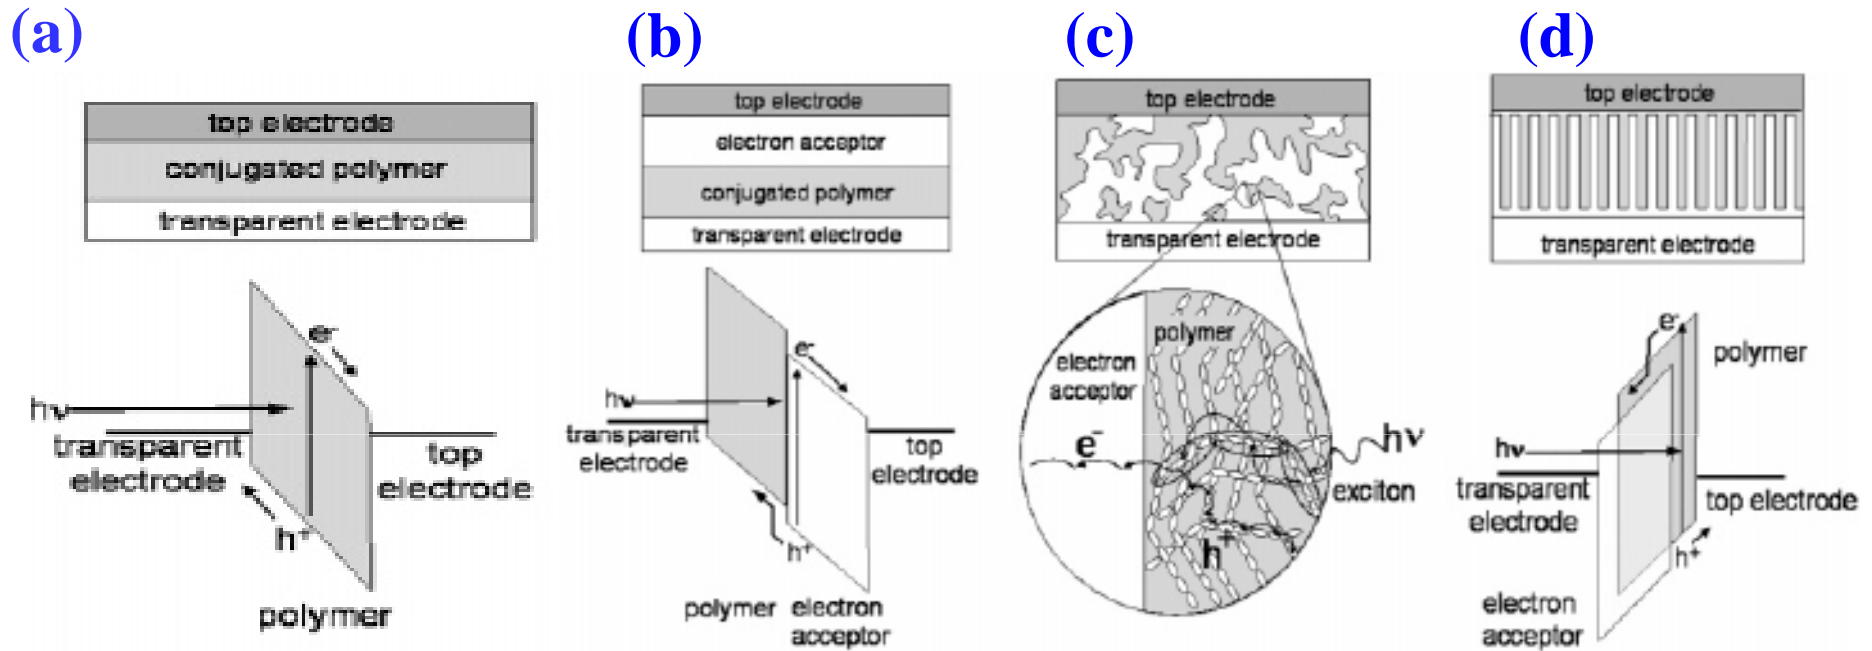 (a)
top electrode
conjugated polymer
transparent electrode
e-
hν
transparent
electrode
top
electrode
h+
polymer
(b)
top electrode
electron acceptor
conjugated polymer
transparent electrode
e-
hν
transparent
electrode
top
electrode
h+
polymer electron
acceptor
(c)
top electrode
transparent electrode
polymer
electron
acceptor
e-
hν
exciton
h+
(d)
top electrode
transparent electrode
e-
polymer
hν
transparent
electrode
top electrode
h+
electron
acceptor